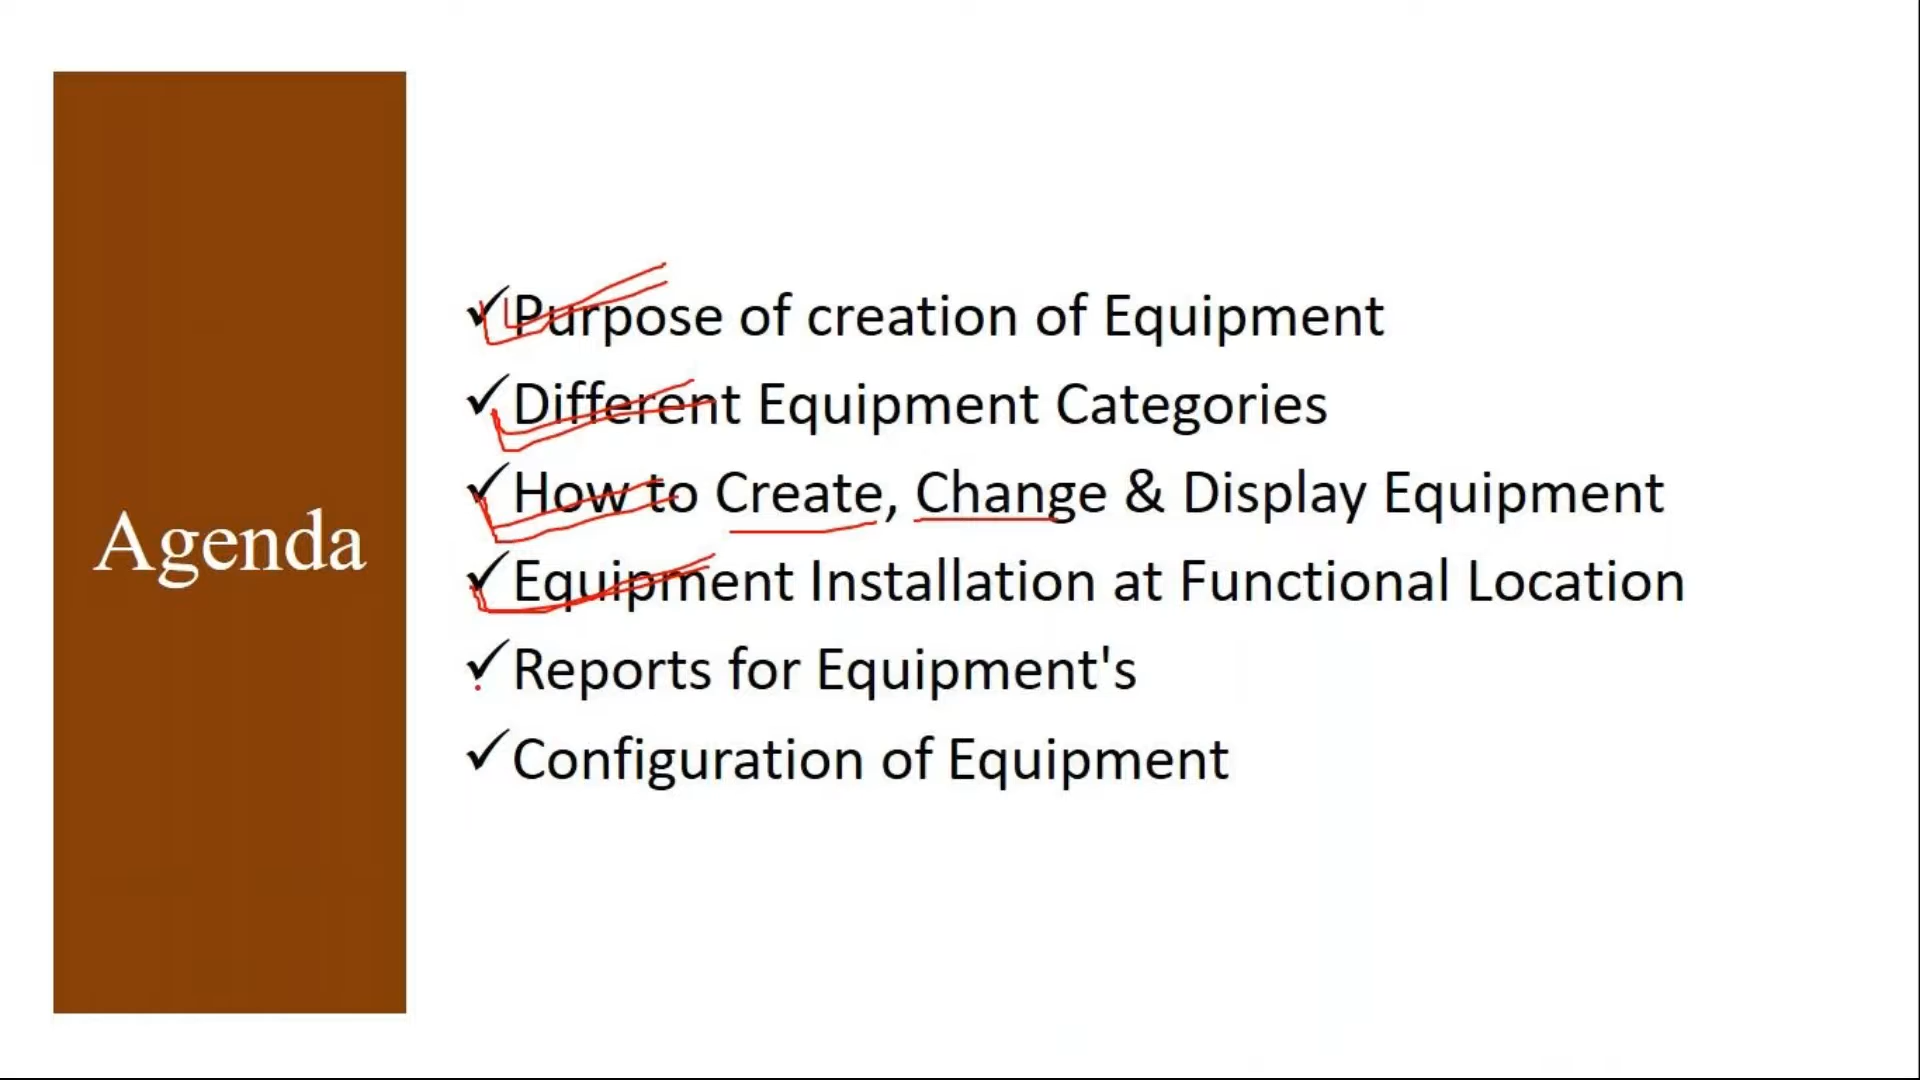 Agenda
Purpose of creation of Equipment
Different Equipment Categories
How to Create, Change & Display Equipment
Equipment Installation at Functional Location
Reports for Equipment's
Configuration of Equipment